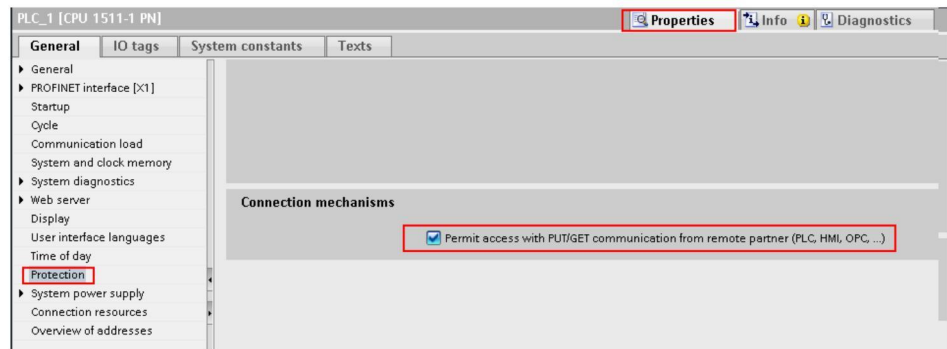 PLC_1 [CPU 1511-1 PN]
Properties
Info
Diagnostics
General
IO tags
System constants
Texts
General
PROFINET interface [X1]
Startup
Cycle
Communication load
System and clock memory
System diagnostics
Web server
Display
User interface languages
Time of day
Protection
System power supply
Connection resources
Overview of addresses
Connection mechanisms
Permit access with PUT/GET communication from remote partner (PLC, HMI, OPC, ...)